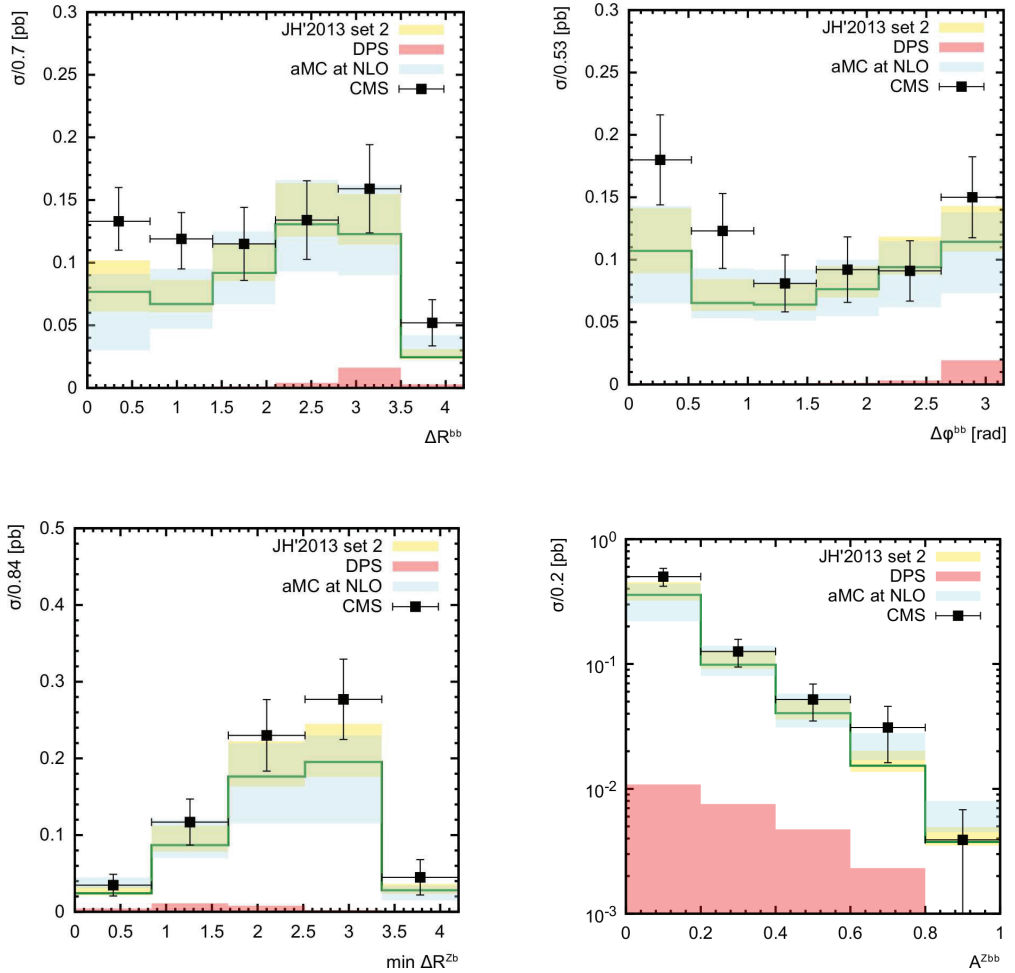 σ/0.7 [pb]
0.3
0.25
0.2
0.15
0.1
0.05
0
JH'2013 set 2
DPS
aMC at NLO
CMS
0 0.5 1 1.5 2 2.5 3 3.5 4
ΔR^bb
σ/0.53 [pb]
0.3
0.25
0.2
0.15
0.1
0.05
0
JH'2013 set 2
DPS
aMC at NLO
CMS
0 0.5 1 1.5 2 2.5 3
Δφ^bb [rad]
σ/0.84 [pb]
0.5
0.4
0.3
0.2
0.1
0
JH'2013 set 2
DPS
aMC at NLO
CMS
0 0.5 1 1.5 2 2.5 3 3.5 4
min ΔR^Zb
σ/0.2 [pb]
10^0
10^-1
10^-2
10^-3
JH'2013 set 2
DPS
aMC at NLO
CMS
0 0.2 0.4 0.6 0.8 1
A^Zbb